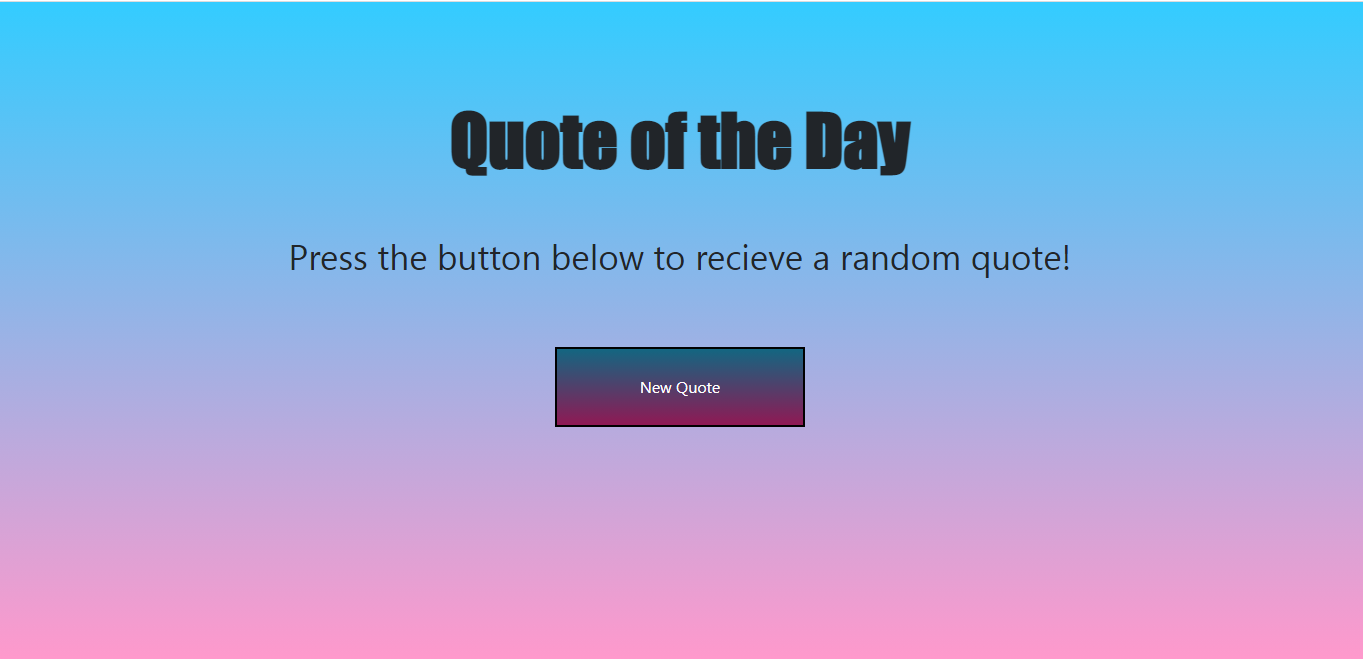 Quote of the Day
Press the button below to recieve a random quote!
New Quote